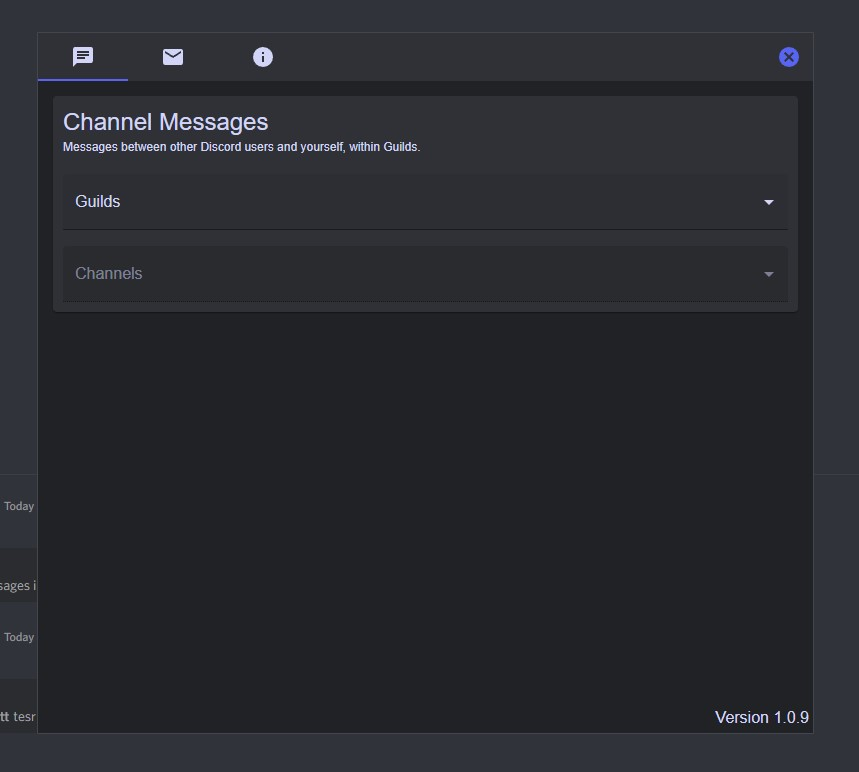 Channel Messages
Messages between other Discord users and yourself, within Guilds.
Guilds
Channels
Today
sages i
Today
tt tesr
Version 1.0.9